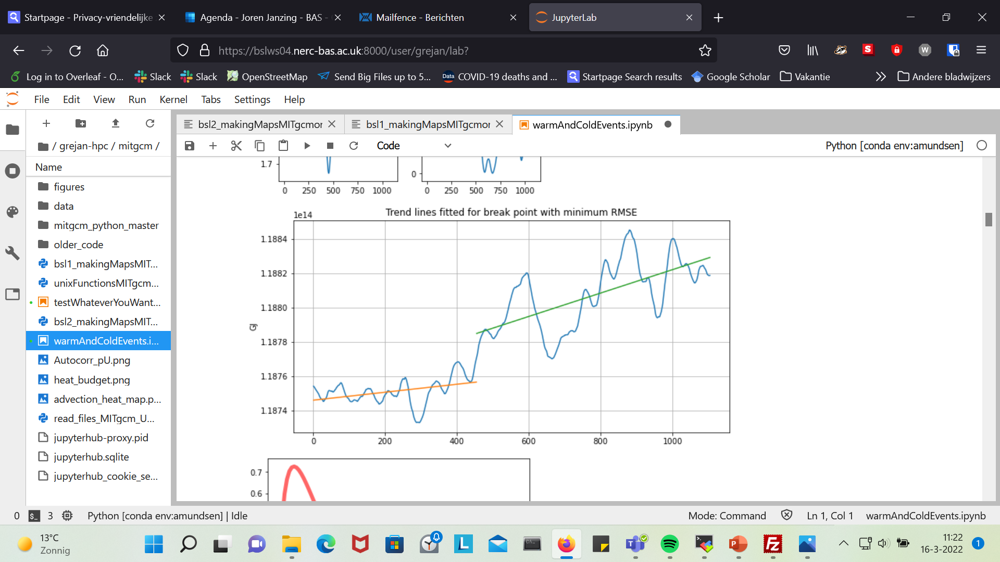 Startpage - Privacy-vriendelijke
Agenda - Joren Janzing - BAS -
Mailfence - Berichten
JupyterLab
https://bslws04.nerc-bas.ac.uk:8000/user/grejan/lab?
Log in to Overleaf - O...
Slack
Slack
OpenStreetMap
Send Big Files up to 5...
Data
COVID-19 deaths and ...
Startpage Search results
Google Scholar
Vakantie
Andere bladwijzers
File Edit View Run Kernel Tabs Settings Help
bsl2_makingMapsMITgcmor
bsl1_makingMapsMITgcmor
warmAndColdEvents.ipynb
/ grejan-hpc / mitgcm /
Code
Python [conda env:amundsen]
Name
figures
data
mitgcm_python_master
older_code
bsl1_makingMapsMIT...
unixFunctionsMITgcm...
testWhateverYouWant...
bsl2_makingMapsMIT...
warmAndColdEvents.i...
Autocorr_pU.png
heat_budget.png
advection_heat_map.p...
read_files_MITgcm_U...
jupyterhub-proxy.pid
jupyterhub.sqlite
jupyterhub_cookie_se...
1.7
0 250 500 750 1000
0
0 250 500 750 1000
Trend lines fitted for break point with minimum RMSE
1e14
1.1884
1.1882
1.1880
1.1878
1.1876
1.1874
GJ
0 200 400 600 800 1000
0.7
0.6
0
3
Python [conda env:amundsen] | Idle
Mode: Command
Ln 1, Col 1
warmAndColdEvents.ipynb
13°C
Zonnig
11:22
16-3-2022
1